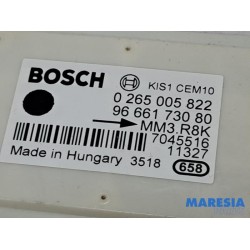 BOSCH KIS1 CEM10
0 265 005 822
96 661 730 80
MM3.R8K
7045516
11327
Made in Hungary 3518 658
MARESIA